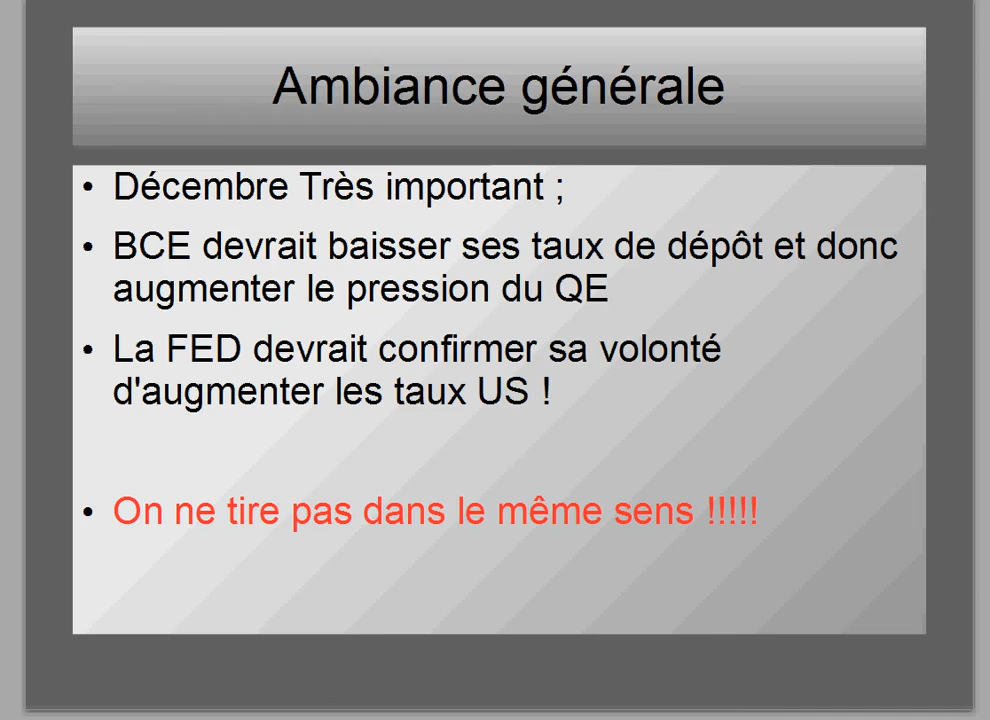 Ambiance générale
• Décembre Très important ;
• BCE devrait baisser ses taux de dépôt et donc
augmenter le pression du QE
• La FED devrait confirmer sa volonté
d'augmenter les taux US !
• On ne tire pas dans le même sens !!!!!